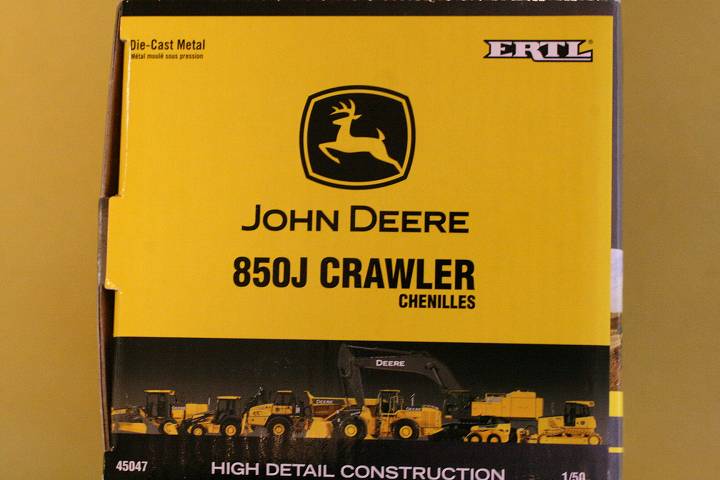 Die-Cast Metal
Métal moulé sous pression
ERTL®
JOHN DEERE
850J CRAWLER
CHENILLES
DEERE
DEERE
45047
HIGH DETAIL CONSTRUCTION
1/50